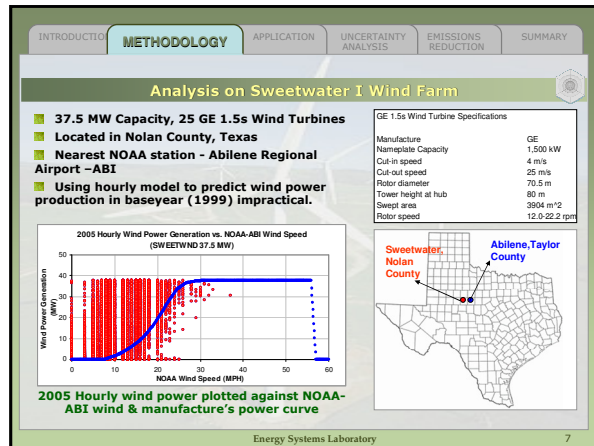 INTRODUCTION
METHODOLOGY
APPLICATION
UNCERTAINTY
ANALYSIS
EMISSIONS
REDUCTION
SUMMARY
Analysis on Sweetwater I Wind Farm
37.5 MW Capacity, 25 GE 1.5s Wind Turbines
Located in Nolan County, Texas
Nearest NOAA station - Abilene Regional
Airport –ABI
Using hourly model to predict wind power
production in baseyear (1999) impractical.
GE 1.5s Wind Turbine Specifications
Manufacture GE
Nameplate Capacity 1,500 kW
Cut-in speed 4 m/s
Cut-out speed 25 m/s
Rotor diameter 70.5 m
Tower height at hub 80 m
Swept area 3904 m^2
Rotor speed 12.0-22.2 rpm
2005 Hourly Wind Power Generation vs. NOAA-ABI Wind Speed
(SWEETWND 37.5 MW)
Wind Power Generation
(MW)
50
40
30
20
10
0
0 10 20 30 40 50 60
NOAA Wind Speed (MPH)
2005 Hourly wind power plotted against NOAA-
ABI wind & manufacture's power curve
Sweetwater,
Nolan
County
Abilene,Taylor
County
Energy Systems Laboratory 7